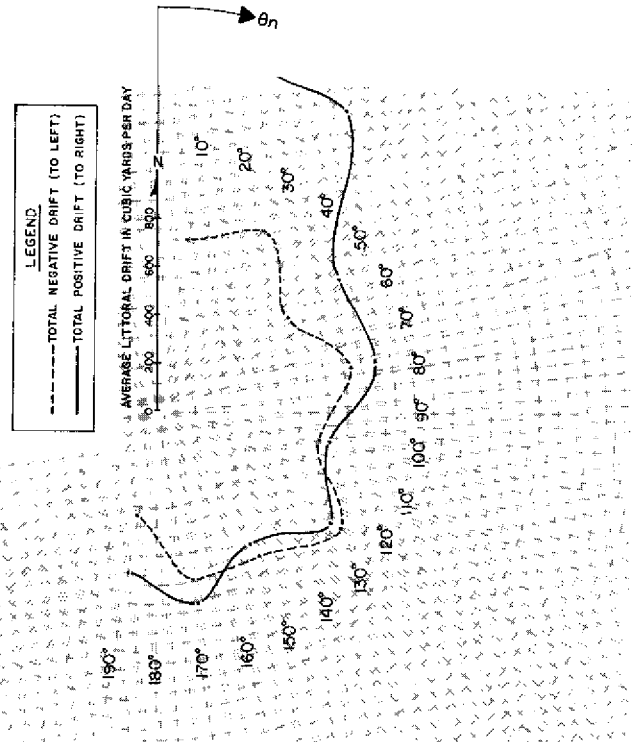 θn
LEGEND
TOTAL NEGATIVE DRIFT (TO LEFT)
TOTAL POSITIVE DRIFT (TO RIGHT)
AVERAGE LITTORAL DRIFT IN CUBIC YARDS PER DAY
0 200 400 600 800
N
10°
20°
30°
40°
50°
60°
70°
80°
90°
100°
110°
120°
130°
140°
150°
160°
170°
180°
190°